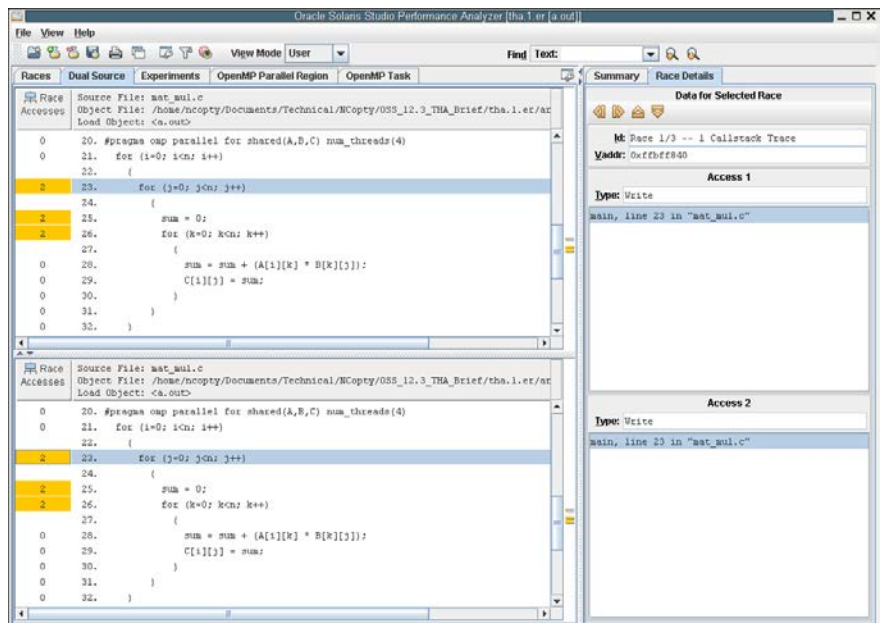 Oracle Solaris Studio Performance Analyzer [tha.1.er [a.out]]
File View Help
View Mode User
Find Text:
Races Dual Source Experiments OpenMP Parallel Region OpenMP Task
Race Accesses
Source File: mat_mul.c
Object File: /home/ncopty/Documents/Technical/NCopty/OSS_12.3_THA_Brief/tha.1.er/ar
Load Object: <a.out>
0 20. #pragma omp parallel for shared(A,B,C) num_threads(4)
0 21. for (i=0; i<n; i++)
22. {
2 23. for (j=0; j<n; j++)
24. {
2 25. sum = 0;
2 26. for (k=0; k<n; k++)
27. {
0 28. sum = sum + (A[i][k] * B[k][j]);
0 29. C[i][j] = sum;
0 30. }
0 31. }
0 32. }
Race Accesses
Source File: mat_mul.c
Object File: /home/ncopty/Documents/Technical/NCopty/OSS_12.3_THA_Brief/tha.1.er/ar
Load Object: <a.out>
0 20. #pragma omp parallel for shared(A,B,C) num_threads(4)
0 21. for (i=0; i<n; i++)
22. {
2 23. for (j=0; j<n; j++)
24. {
2 25. sum = 0;
2 26. for (k=0; k<n; k++)
27. {
0 28. sum = sum + (A[i][k] * B[k][j]);
0 29. C[i][j] = sum;
0 30. }
0 31. }
0 32. }
Summary Race Details
Data for Selected Race
Id: Race 1/3 -- 1 Callstack Trace
Vaddr: 0xffbff840
Access 1
Type: Write
main, line 23 in "mat_mul.c"
Access 2
Type: Write
main, line 23 in "mat_mul.c"